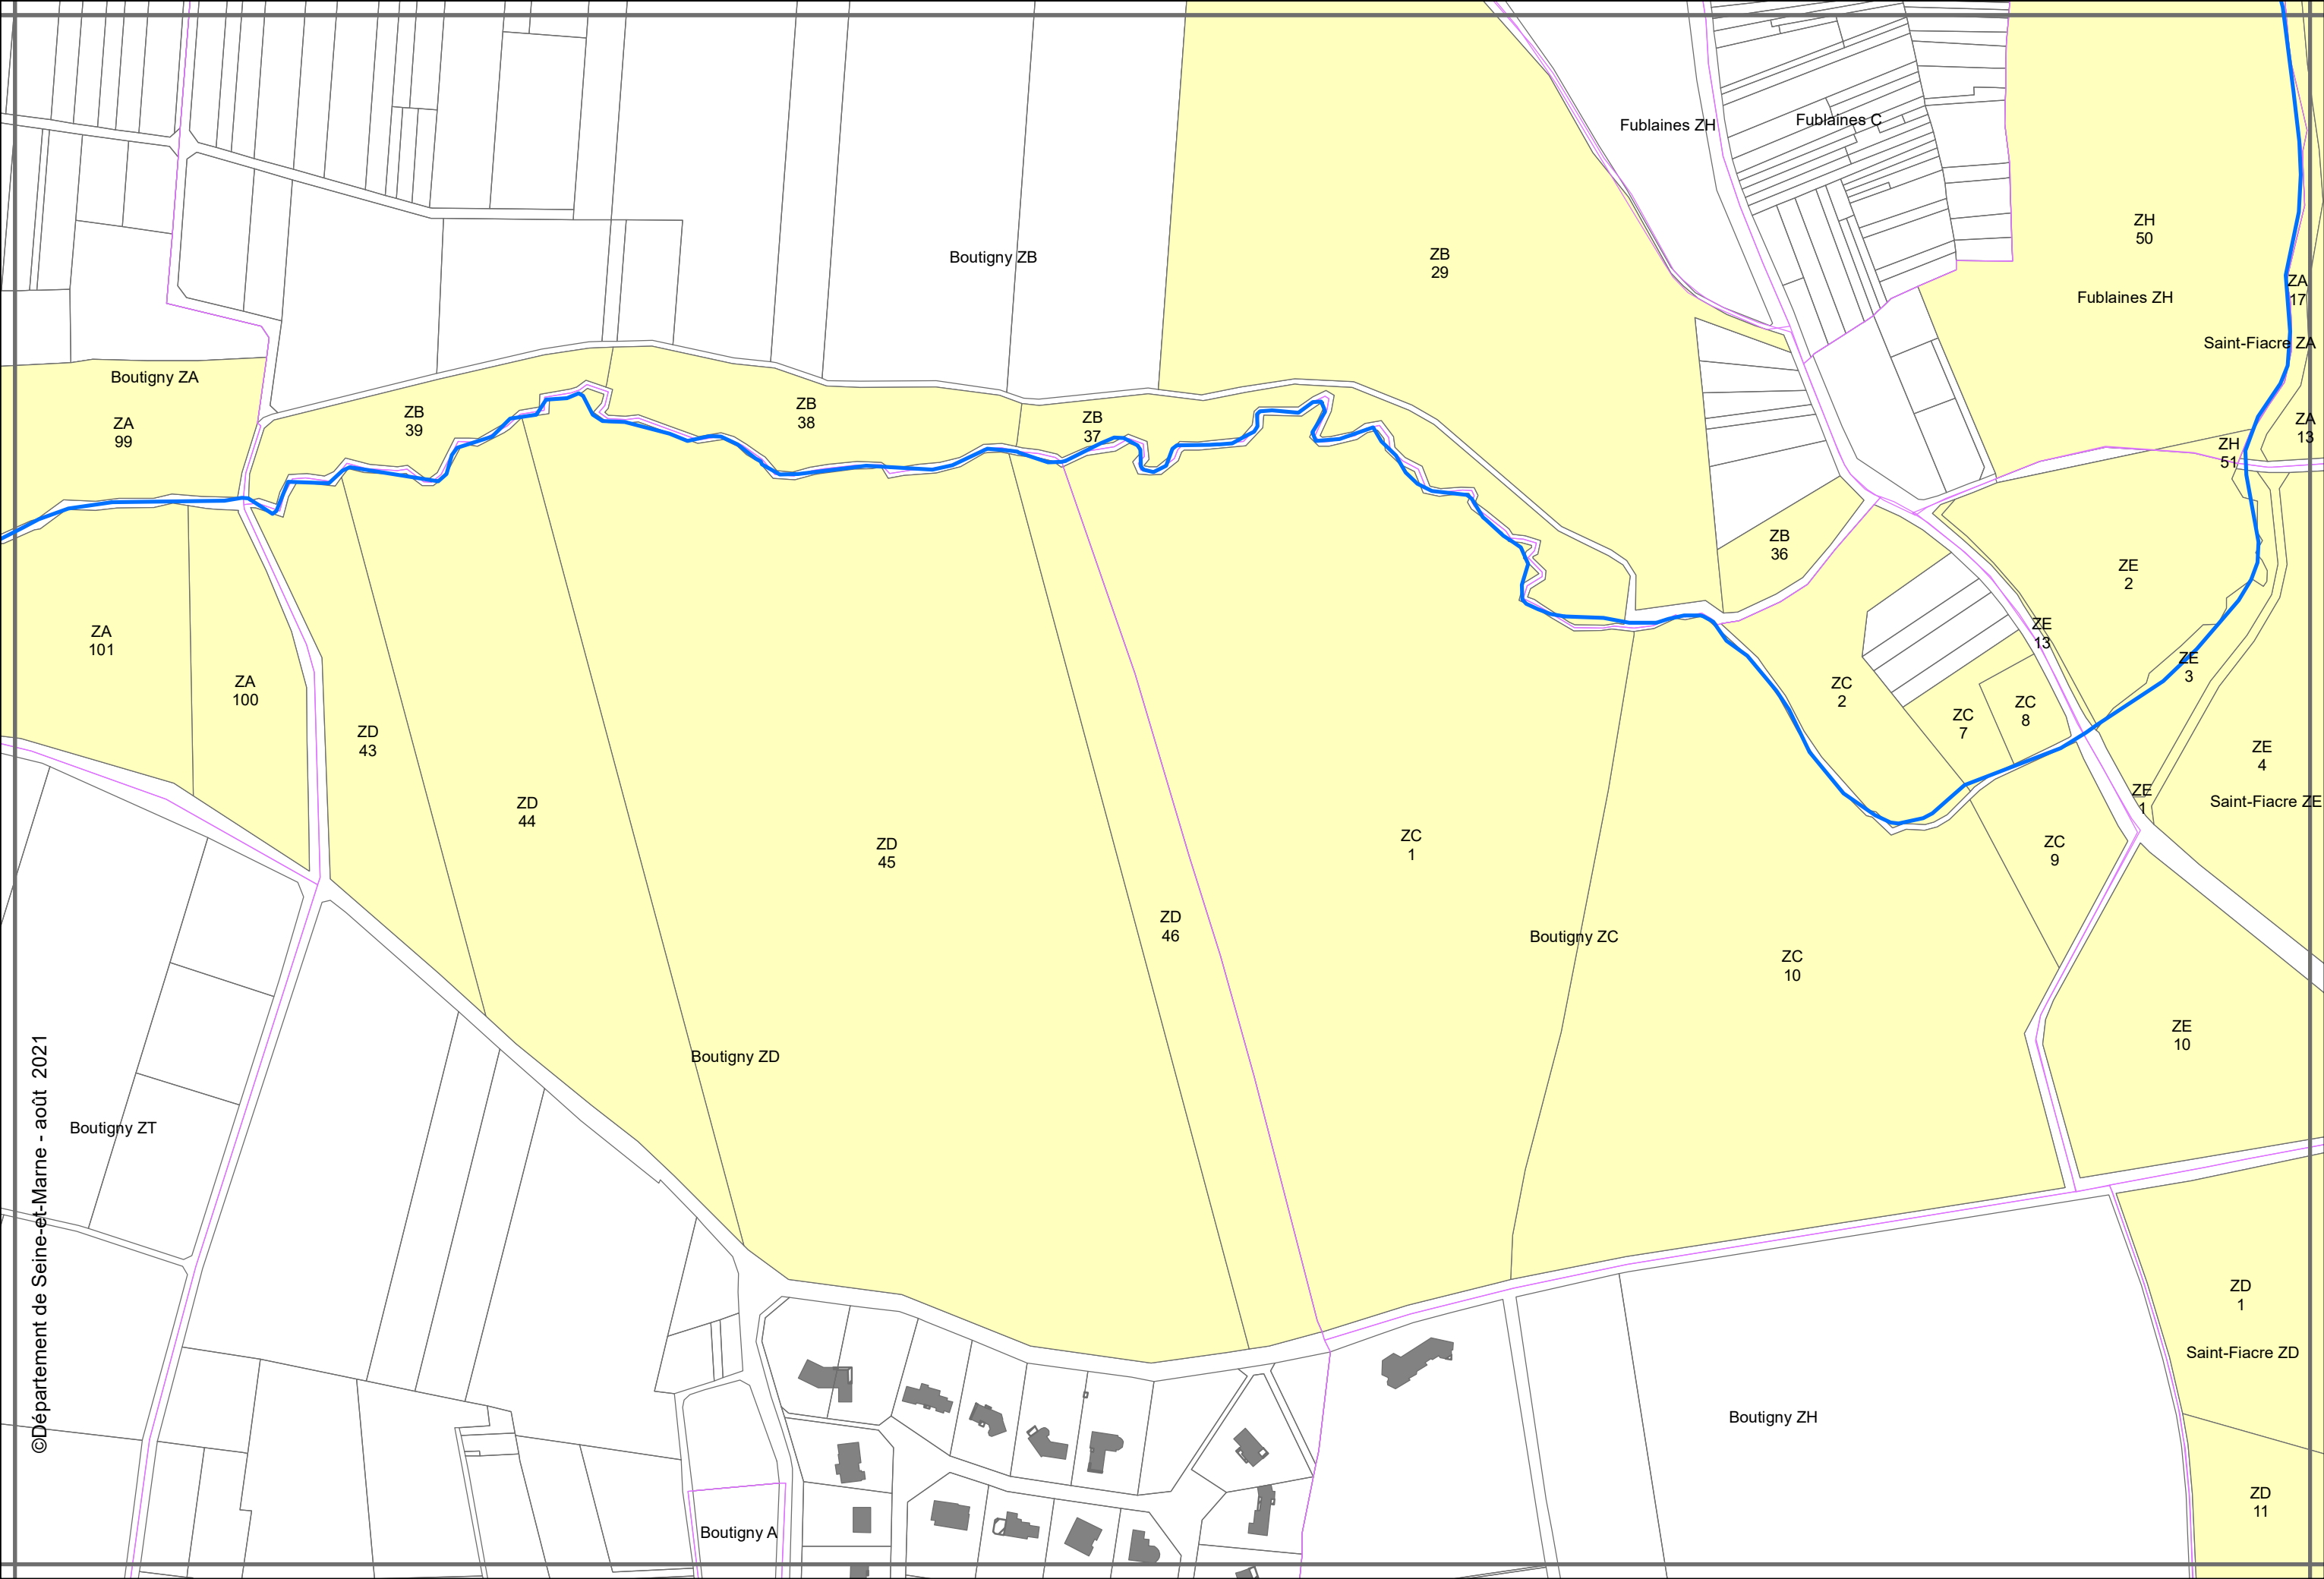 Fublaines C
Fublaines ZH
ZH
50
Boutigny ZB
ZB
29
ZA
17
Fublaines ZH
Saint-Fiacre ZA
Boutigny ZA
ZA
99
ZB
39
ZB
38
ZB
37
ZA
13
ZH
51
ZB
36
ZE
2
ZA
101
ZA
100
ZE
13
ZE
3
ZC
2
ZC
7
ZC
8
ZD
43
ZE
4
ZE
1
Saint-Fiacre ZE
ZD
44
ZD
45
ZC
1
ZC
9
ZD
46
Boutigny ZC
ZC
10
ZE
10
Boutigny ZD
Boutigny ZT
©Département de Seine-et-Marne - août 2021
ZD
1
Saint-Fiacre ZD
Boutigny ZH
ZD
11
Boutigny A